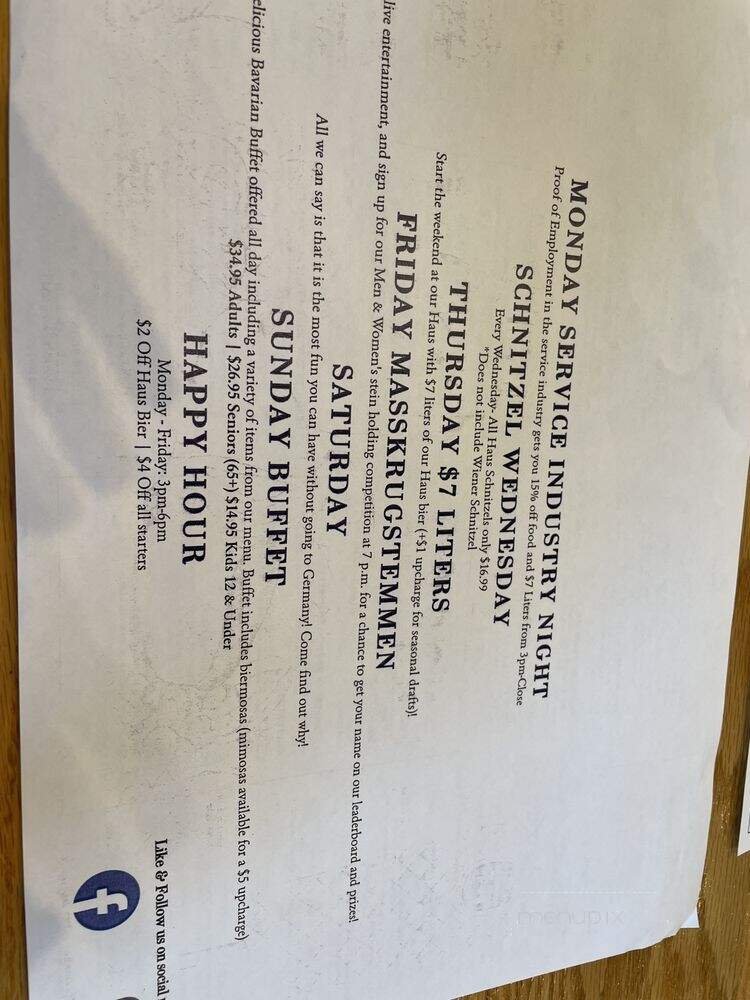 MONDAY SERVICE INDUSTRY NIGHT
Proof of Employment in the service industry gets you 15% off food and $7 Liters from 3pm-Close
SCHNITZEL WEDNESDAY
Every Wednesday- All Haus Schnitzels only $16.99
*Does not include Wiener Schnitzel
THURSDAY $7 LITERS
Start the weekend at our Haus with $7 liters of our Haus bier (+$1 upcharge for seasonal drafts)!
FRIDAY MASSKRUGSTEMMEN
live entertainment, and sign up for our Men & Women's stein holding competition at 7 p.m. for a chance to get your name on our leaderboard and prizes!
SATURDAY
All we can say is that it is the most fun you can have without going to Germany! Come find out why!
SUNDAY BUFFET
elicious Bavarian Buffet offered all day including a variety of items from our menu. Buffet includes biermosas (mimosas available for a $5 upcharge)
$34.95 Adults | $26.95 Seniors (65+) $14.95 Kids 12 & Under
HAPPY HOUR
Monday - Friday: 3pm-6pm
$2 Off Haus Bier | $4 Off all starters
Like & Follow us on social
f
menupix